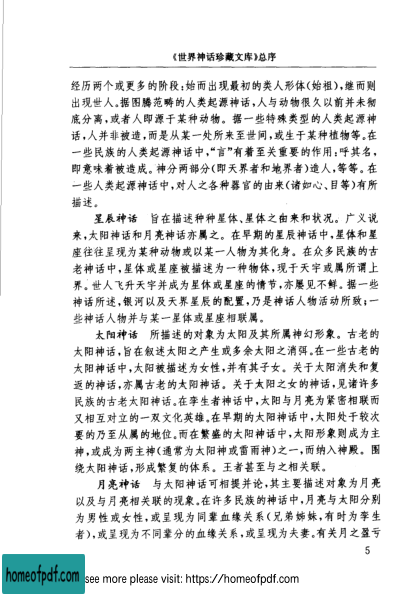 《世界神话珍藏文库》总序
经历两个或更多的阶段;始而出现最初的类人形体(始祖),继而则
出现世人。据图腾范畴的人类起源神话,人与动物很久以前并未彻
底分离,或者人即源于某种动物。据一些特殊类型的人类起源神
话,人并非被造,而是从某一处所来至世间,或生于某种植物等。在
一些民族的人类起源神话中,“言”有着至关重要的作用;呼其名,
即意味着被造成。神分两部分(即天界者和地界者)造人,等等。在
一些人类起源神话中,对人之各种器官的由来(诸如心、目等)有所
描述。
星辰神话 旨在描述种种星体、星体之由来和状况。广义说
来,太阳神话和月亮神话亦属之。在早期的星辰神话中,星体和星
座往往呈现为某种动物或以某一人物为其化身。在众多民族的古
老神话中,星体或星座被描述为一种物体,现于天宇或属所谓上
界。世人飞升天宇并成为星体或星座的情节,亦屡见不鲜。据一些
神话所述,银河以及天界星辰的配置,乃是神话人物活动所致;一
些神话人物并与某一星体或星座相联属。
太阳神话 所描述的对象为太阳及其所属神幻形象。古老的
太阳神话,旨在叙述太阳之产生或多余太阳之消弭。在一些古老的
太阳神话中,太阳被描述为女性,并有其子女。关于太阳消失和复
返的神话,亦属古老的太阳神话。关于太阳之女的神话,见诸许多
民族的古老太阳神话。在孪生者神话中,太阳与月亮为紧密相联而
又相互对立的一双文化英雄。在早期的太阳神话中,太阳处于较次
要的乃至从属的地位。而在繁盛的太阳神话中,太阳形象则成为主
神,或成为两主神(通常为太阳神或雷雨神)之一,而纳入神殿。围
绕太阳神话,形成繁复的体系。王者甚至与之相关联。
月亮神话 与太阳神话可相提并论,其主要描述对象为月亮
以及与月亮相关联的现象。在许多民族的神话中,月亮与太阳分别
为男性或女性,或呈现为同辈血缘关系(兄弟姊妹,有时为孪生
者),或呈现为不同辈分的血缘关系,或呈现为夫妻。有关月之盈亏
5
homeofpdf.com
see more please visit: https://homeofpdf.com